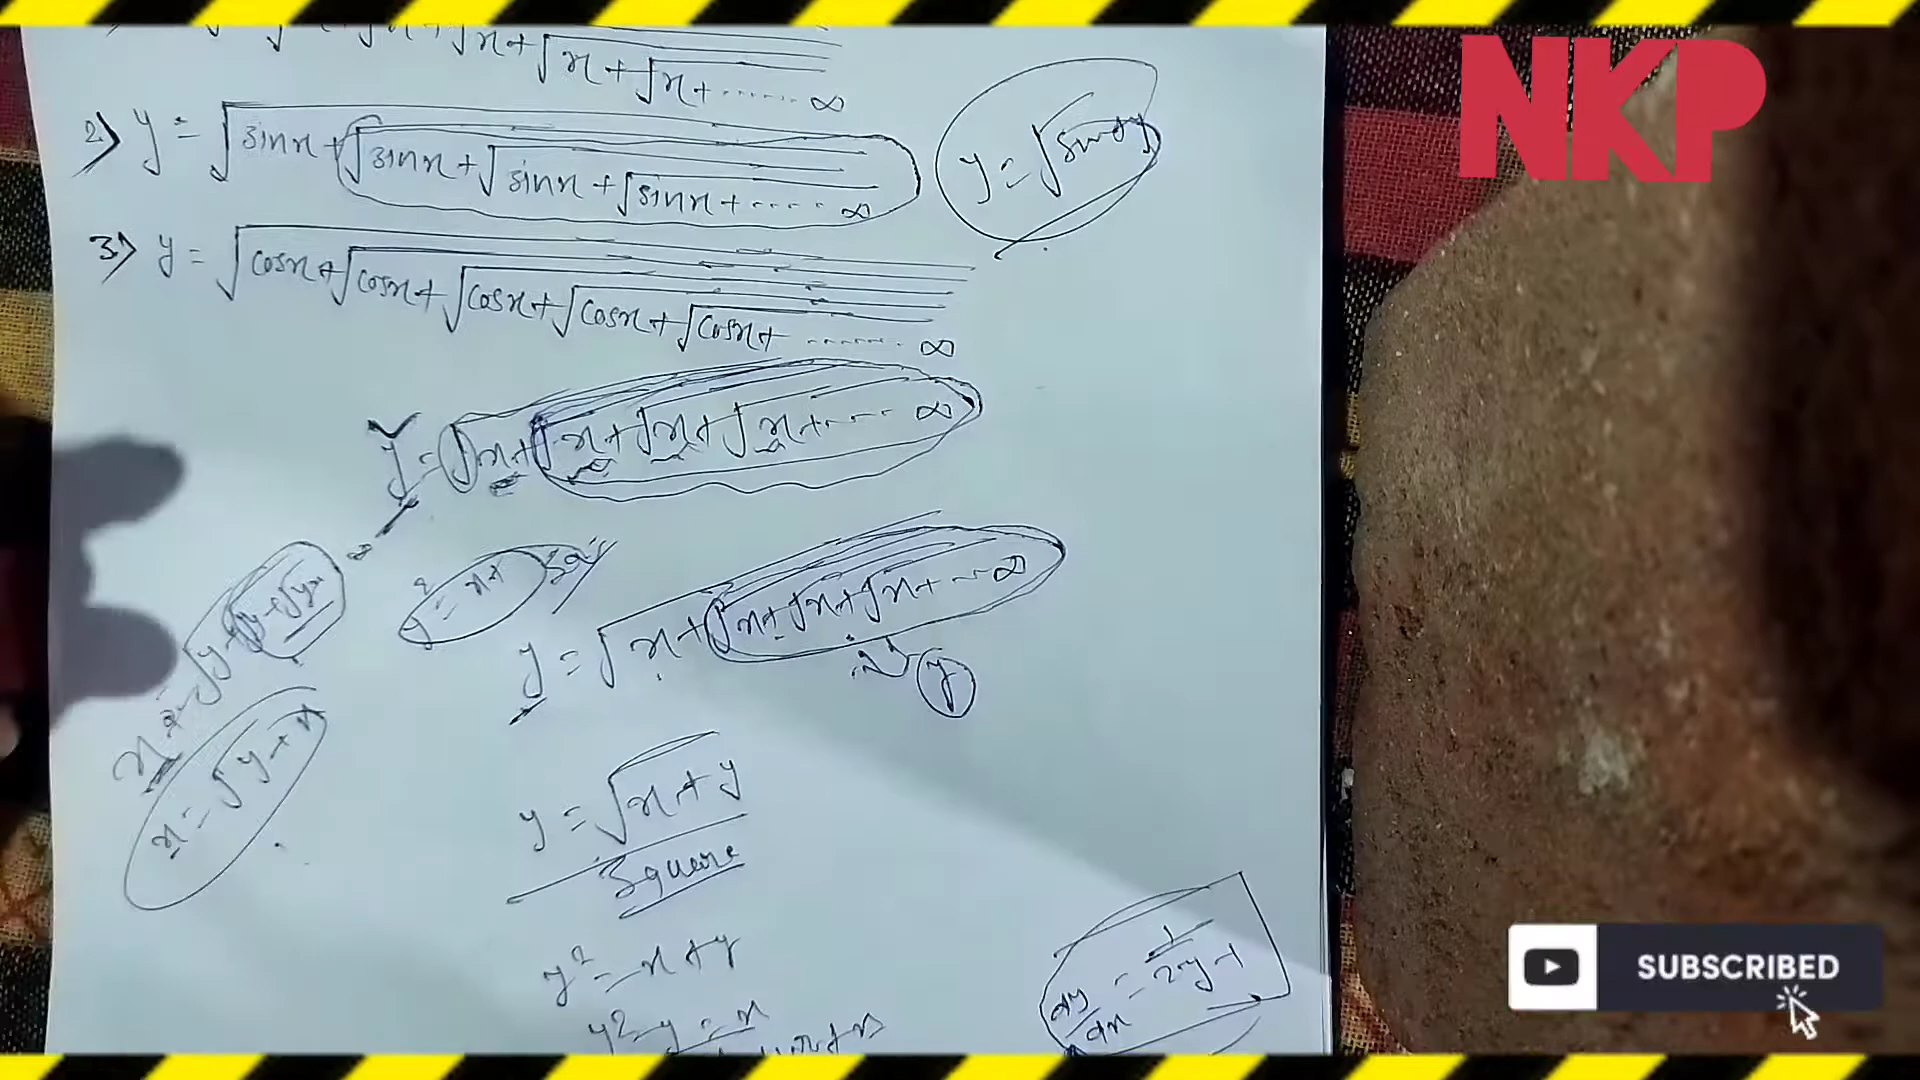 √x+√x+√x+......∞
NKP
2) y = √sinx+√sinx+√sinx+√sinx+.....∞
y = √sinx+y
3) y = √cosx+√cosx+√cosx+√cosx+√cosx+........∞
y = √x+√x+√x+√x+....∞
y² = x+
y = √x+√x+√x+√x+...∞
y
x = √y+√y+√y+
x = √y+x
y = √x+y
Square
y² = x+y
y²-y = x
dy/dx = 1/2y-1
SUBSCRIBED